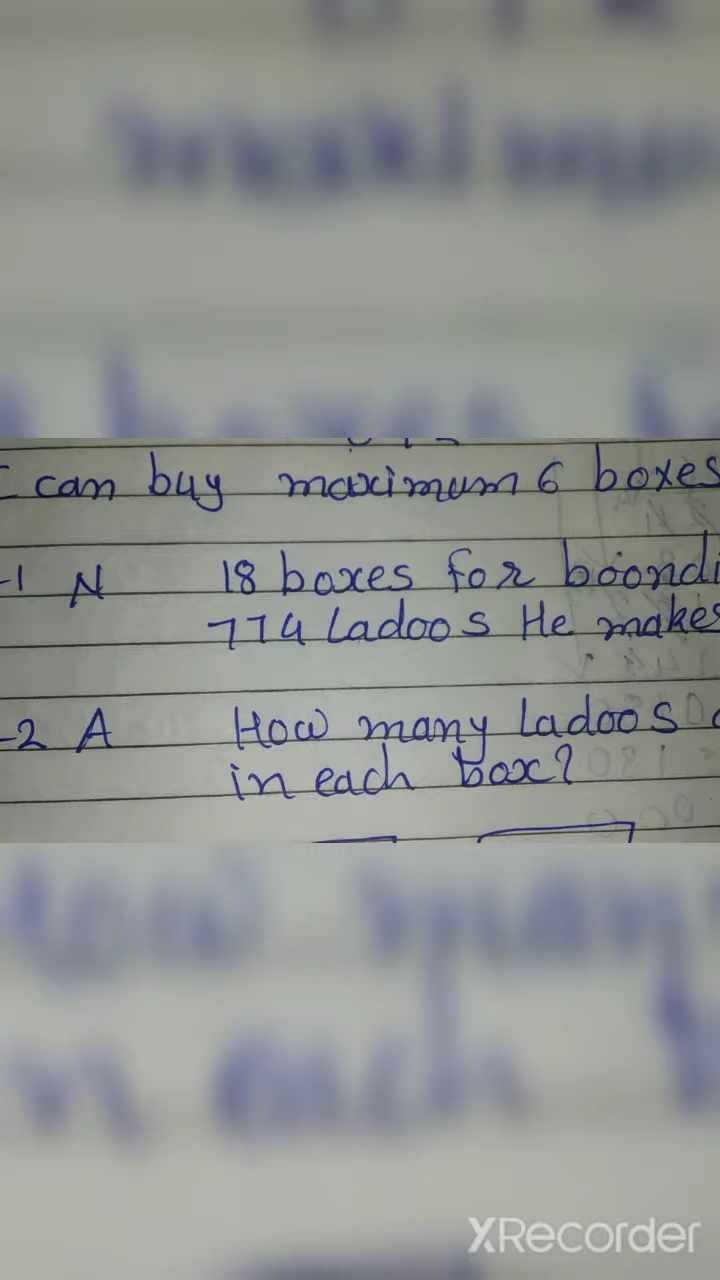 I can buy maximum 6 boxes
-1 N 18 boxes for boondi
774 Ladoos He makes
-2 A How many Ladoos
in each box?
XRecorder